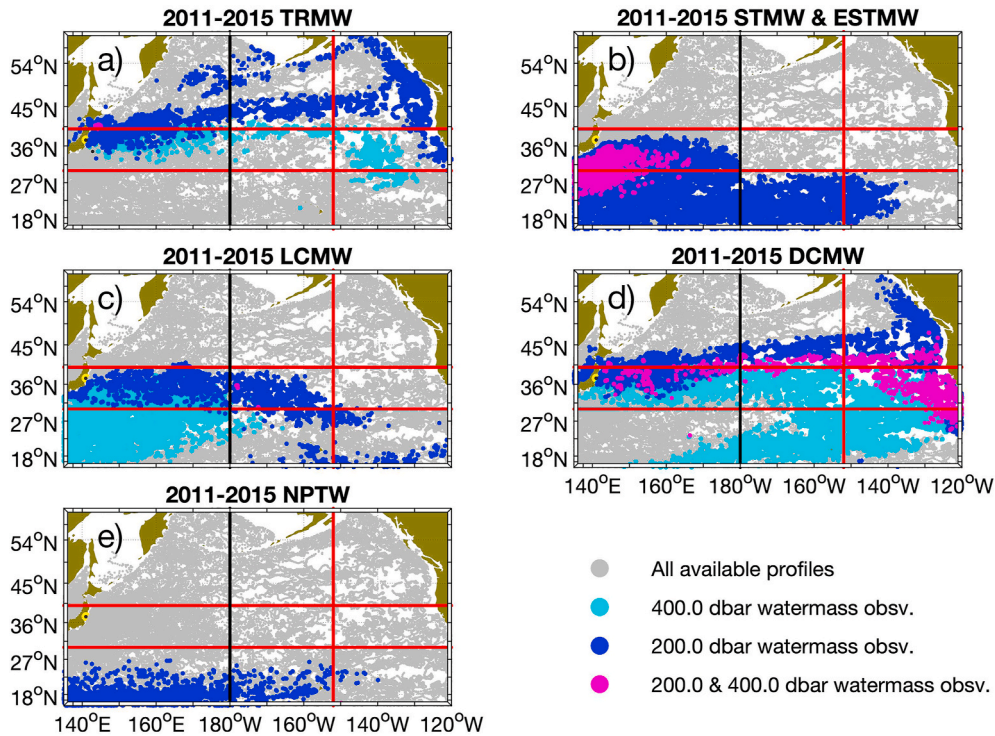 2011-2015 TRMW
a)
54°N
45°N
36°N
27°N
18°N
2011-2015 STMW & ESTMW
b)
54°N
45°N
36°N
27°N
18°N
2011-2015 LCMW
c)
54°N
45°N
36°N
27°N
18°N
2011-2015 DCMW
d)
54°N
45°N
36°N
27°N
18°N
140°E 160°E 180°W 160°W 140°W 120°W
2011-2015 NPTW
e)
54°N
45°N
36°N
27°N
18°N
140°E 160°E 180°W 160°W 140°W 120°W
All available profiles
400.0 dbar watermass obsv.
200.0 dbar watermass obsv.
200.0 & 400.0 dbar watermass obsv.